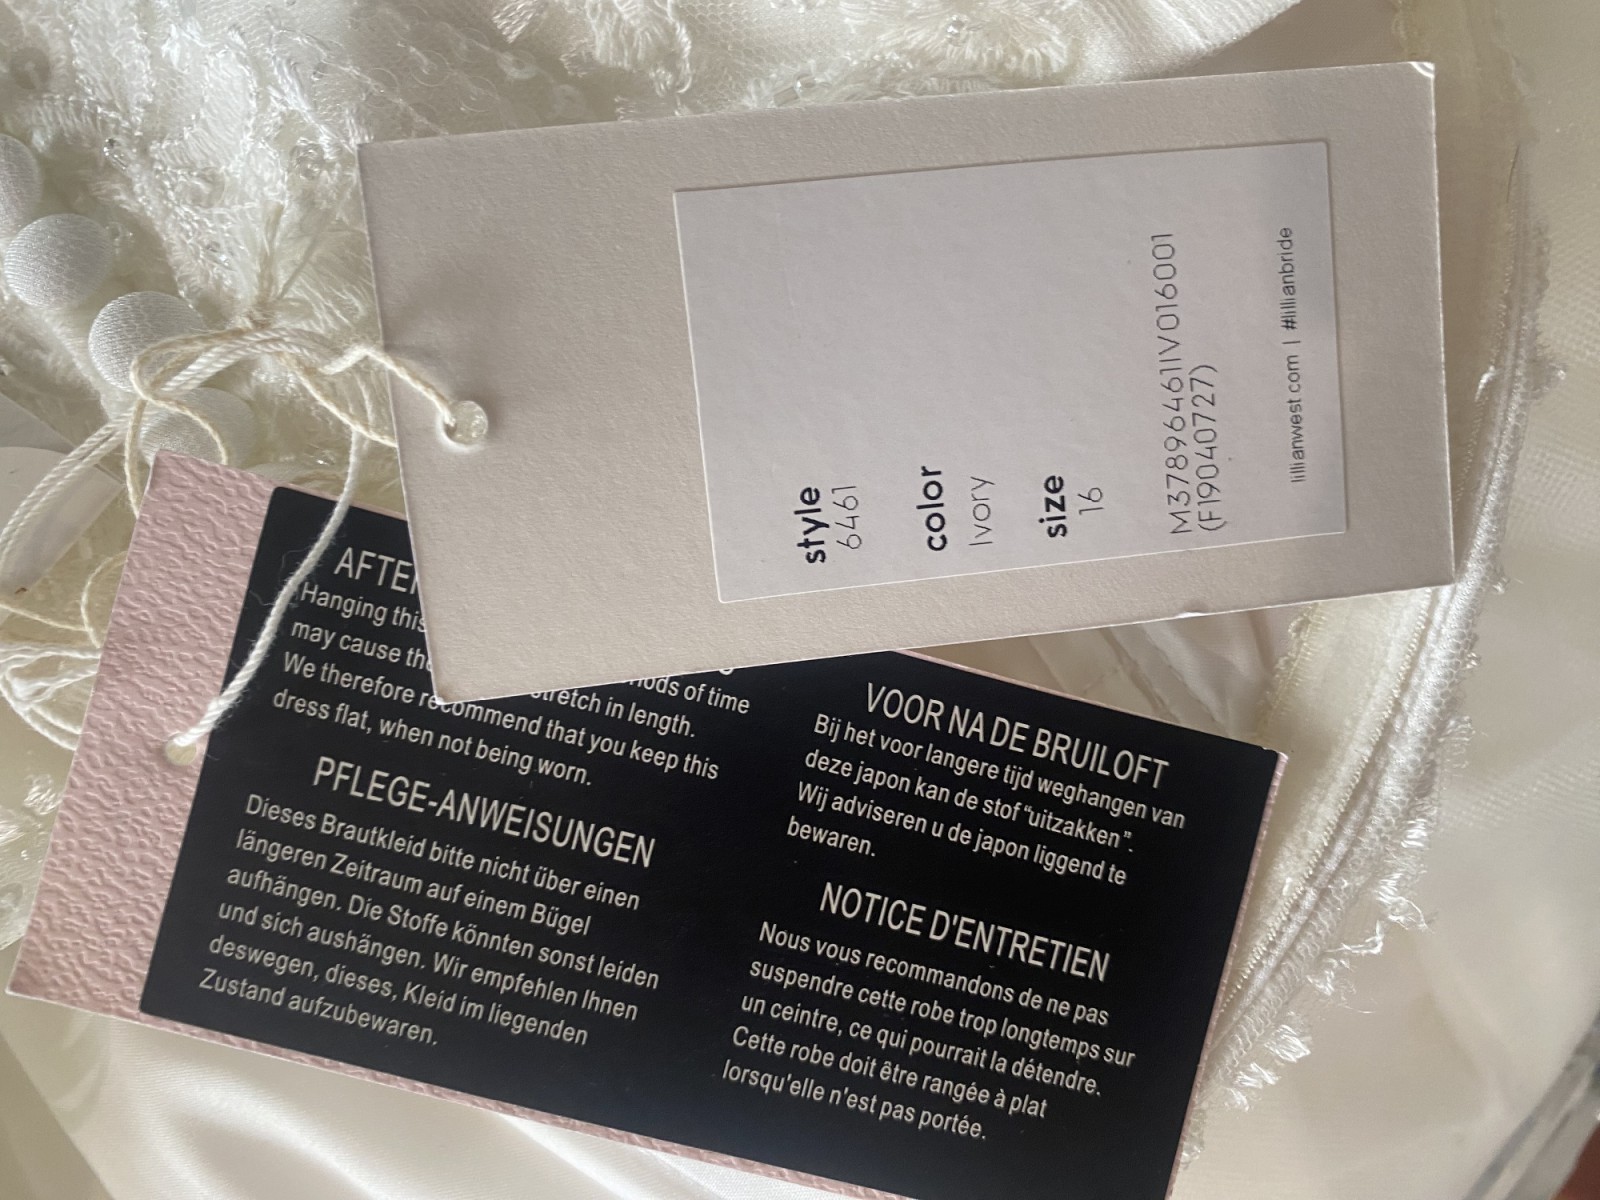 style
6461
color
Ivory
size
16
M378964611IV016001
(F19040727)
lillianwest.com | #lillianbride
Hanging this
may cause the
We therefore recommend that you keep this
dress flat, when not being worn.
of time
stretch in length.
PFLEGE-ANWEISUNGEN
Dieses Brautkleid bitte nicht über einen
längeren Zeitraum auf einem Bügel
aufhängen. Die Stoffe könnten sonst leiden
und sich aushängen. Wir empfehlen Ihnen
deswegen, dieses, Kleid im liegenden
Zustand aufzubewaren.
VOOR NA DE BRUILOFT
Bij het voor langere tijd weghangen van
deze japon kan de stof “uitzakken”.
Wij adviseren u de japon liggend te
bewaren.
NOTICE D'ENTRETIEN
Nous vous recommandons de ne pas
suspendre cette robe trop longtemps sur
un ceintre, ce qui pourrait la détendre.
Cette robe doit être rangée à plat
lorsqu'elle n'est pas portée.